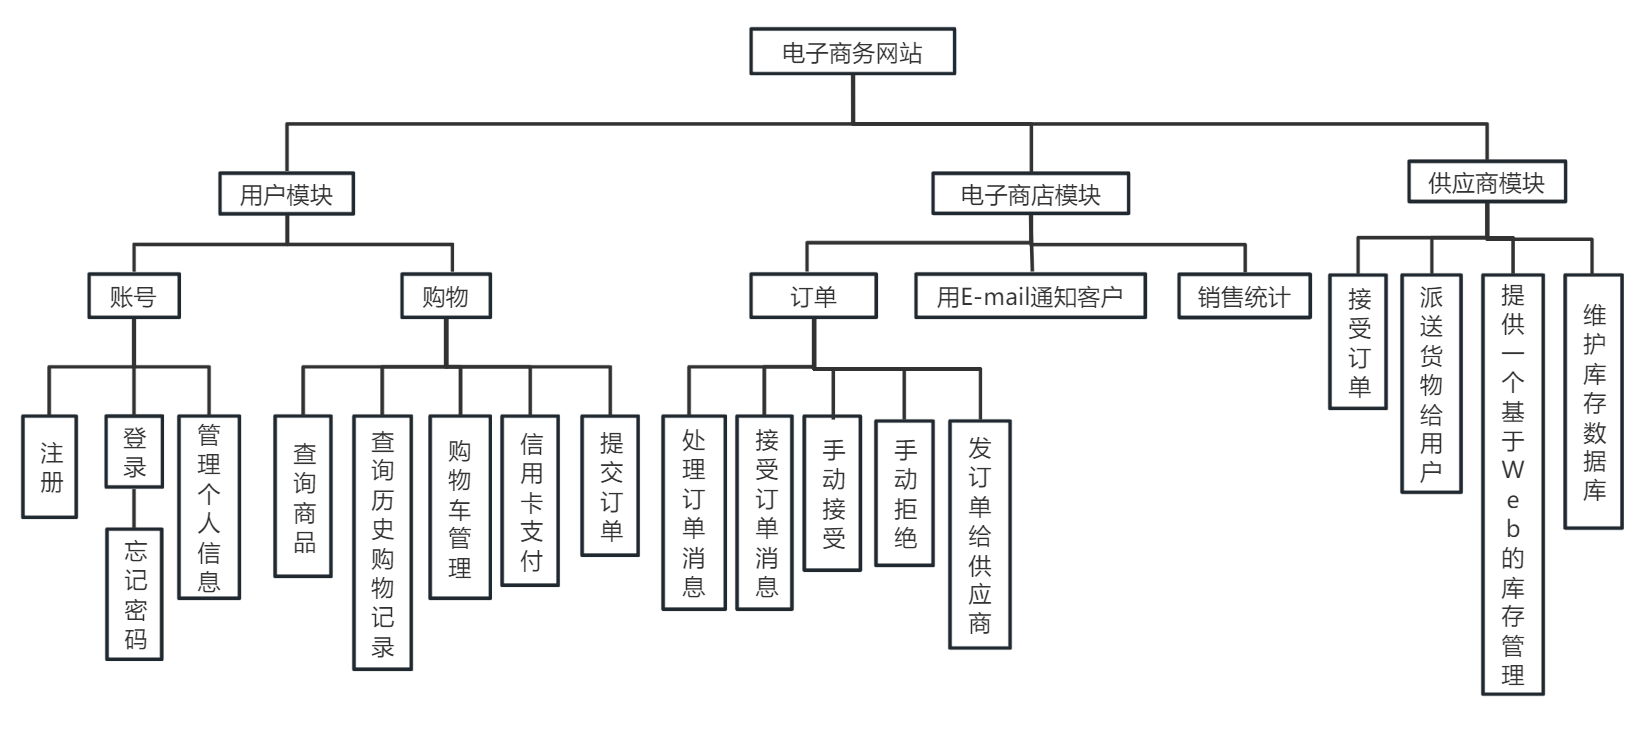 电子商务网站
用户模块
电子商店模块
供应商模块
账号
购物
订单
用E-mail通知客户
销售统计
接受订单
派送货物给用户
提供一个基于Web的库存管理
维护库存数据库
注册
登录
管理个人信息
查询商品
查询历史购物记录
购物车管理
信用卡支付
提交订单
处理订单消息
接受订单消息
手动接受
手动拒绝
发订单给供应商
忘记密码